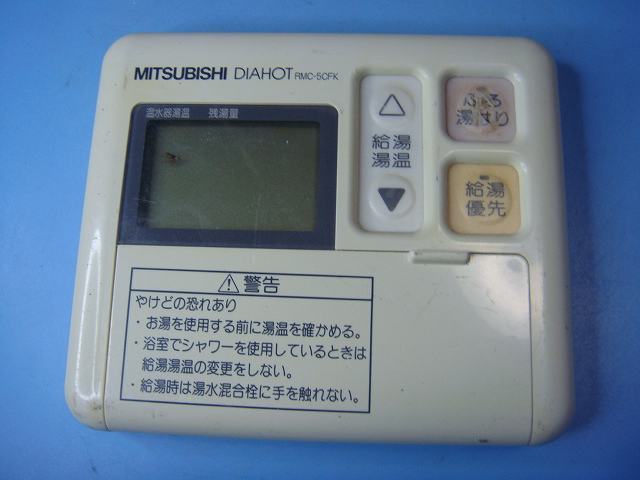 MITSUBISHI DIAHOT RMC-5CFK
温水器湯温 残湯量
給湯
湯温
ふろ
湯はり
給湯
優先
警告
やけどの恐れあり
・お湯を使用する前に湯温を確かめる。
・浴室でシャワーを使用しているときは
給湯湯温の変更をしない。
・給湯時は湯水混合栓に手を触れない。